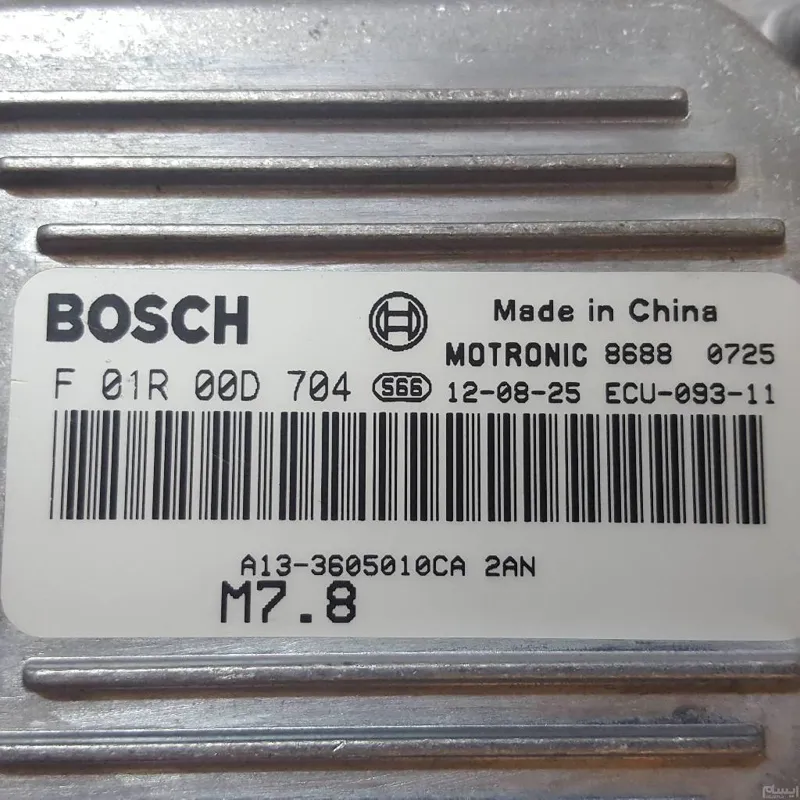 BOSCH
Made in China
MOTRONIC 8688 0725
F 01R 00D 704 S66 12-08-25 ECU-093-11
A13-3605010CA 2AN
M7.8
ایسام